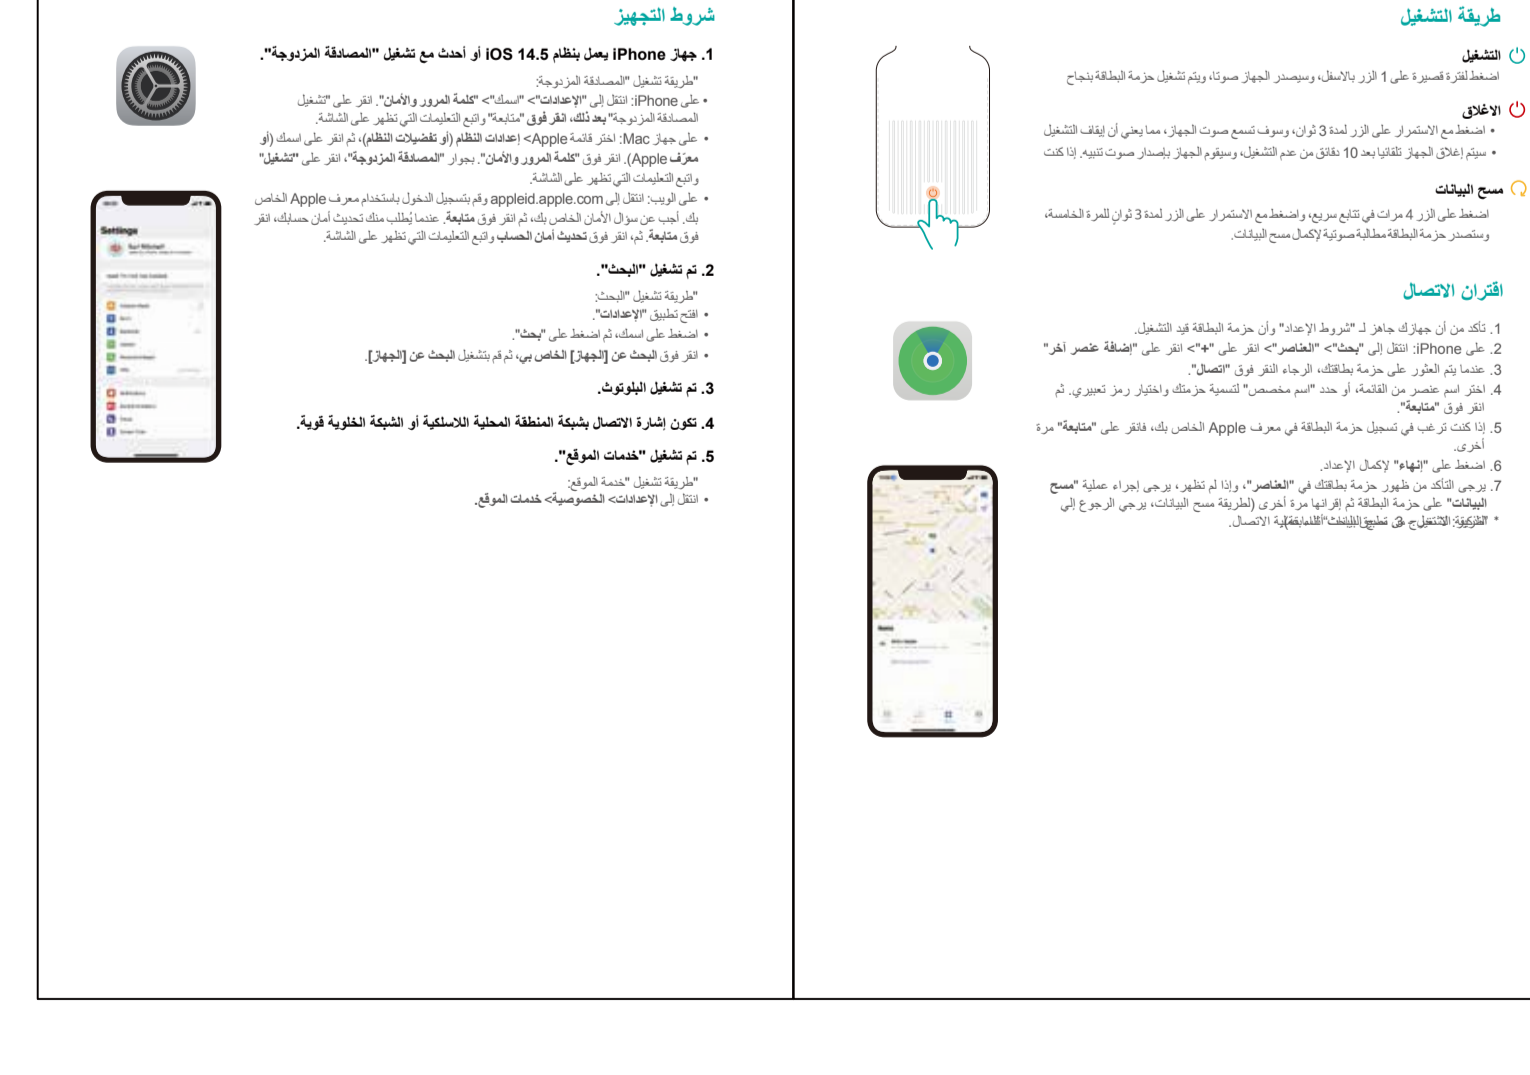 طريقة التشغيل
التشغيل
اضغط لفترة قصيرة على 1 الزر بالاسفل، وسيصدر الجهاز صوتا، ويتم تشغيل حزمة البطاقة بنجاح
الاغلاق
• اضغط مع الاستمرار على الزر لمدة 3 ثوان، وسوف تسمع صوت الجهاز، مما يعني أن إيقاف التشغيل
• سيتم إغلاق الجهاز تلقائيا بعد 10 دقائق من عدم التشغيل، وسيقوم الجهاز بإصدار صوت تنبيه. إذا كنت
مسح البيانات
اضغط على الزر 4 مرات في تتابع سريع، واضغط مع الاستمرار على الزر لمدة 3 ثوانٍ للمرة الخامسة،
وستصدر حزمة البطاقة مطالبة صوتية لإكمال مسح البيانات.
اقتران الاتصال
1. تأكد من أن جهازك جاهز لـ "شروط الإعداد" وأن حزمة البطاقة قيد التشغيل.
2. على iPhone: انتقل إلى "بحث"> "العناصر"> انقر على "+"> انقر على "إضافة عنصر آخر"
3. عندما يتم العثور على حزمة بطاقتك، الرجاء النقر فوق "اتصال".
4. اختر اسم عنصر من القائمة، أو حدد "اسم مخصص" لتسمية حزمتك واختيار رمز تعبيري. ثم
انقر فوق "متابعة".
5. إذا كنت ترغب في تسجيل حزمة البطاقة في معرف Apple الخاص بك، فانقر على "متابعة" مرة
أخرى.
6. اضغط على "إنهاء" لإكمال الإعداد.
7. يرجى التأكد من ظهور حزمة بطاقتك في "العناصر"، وإذا لم تظهر، يرجى إجراء عملية "مسح
البيانات" على حزمة البطاقة ثم إقرانها مرة أخرى (لطريقة مسح البيانات، يرجي الرجوع إلي
الاتصال.
شروط التجهيز
1. جهاز iPhone يعمل بنظام iOS 14.5 أو أحدث مع تشغيل "المصادقة المزدوجة".
"طريقة تشغيل "المصادقة المزدوجة:
• على iPhone: انتقل إلى "الإعدادات"> "اسمك"> "كلمة المرور والأمان". انقر على "تشغيل
المصادقة المزدوجة" بعد ذلك، انقر فوق "متابعة" واتبع التعليمات التي تظهر على الشاشة.
• على جهاز Mac: اختر قائمة Apple> إعدادات النظام (أو تفضيلات النظام)، ثم انقر على اسمك (أو
معرّف Apple). انقر فوق "كلمة المرور والأمان". بجوار "المصادقة المزدوجة"، انقر على "تشغيل"
واتبع التعليمات التي تظهر على الشاشة.
• على الويب: انتقل إلى appleid.apple.com وقم بتسجيل الدخول باستخدام معرف Apple الخاص
بك. أجب عن سؤال الأمان الخاص بك، ثم انقر فوق متابعة. عندما يُطلب منك تحديث أمان حسابك، انقر
فوق متابعة. ثم، انقر فوق تحديث أمان الحساب واتبع التعليمات التي تظهر على الشاشة.
2. تم تشغيل "البحث".
"طريقة تشغيل "البحث:
• افتح تطبيق "الإعدادات".
• اضغط على اسمك، ثم اضغط على "بحث".
• انقر فوق البحث عن [الجهاز] الخاص بي، ثم قم بتشغيل البحث عن [الجهاز].
3. تم تشغيل البلوتوث.
4. تكون إشارة الاتصال بشبكة المنطقة المحلية اللاسلكية أو الشبكة الخلوية قوية.
5. تم تشغيل "خدمات الموقع".
"طريقة تشغيل "خدمة الموقع:
• انتقل إلى الإعدادات> الخصوصية> خدمات الموقع.
Settings